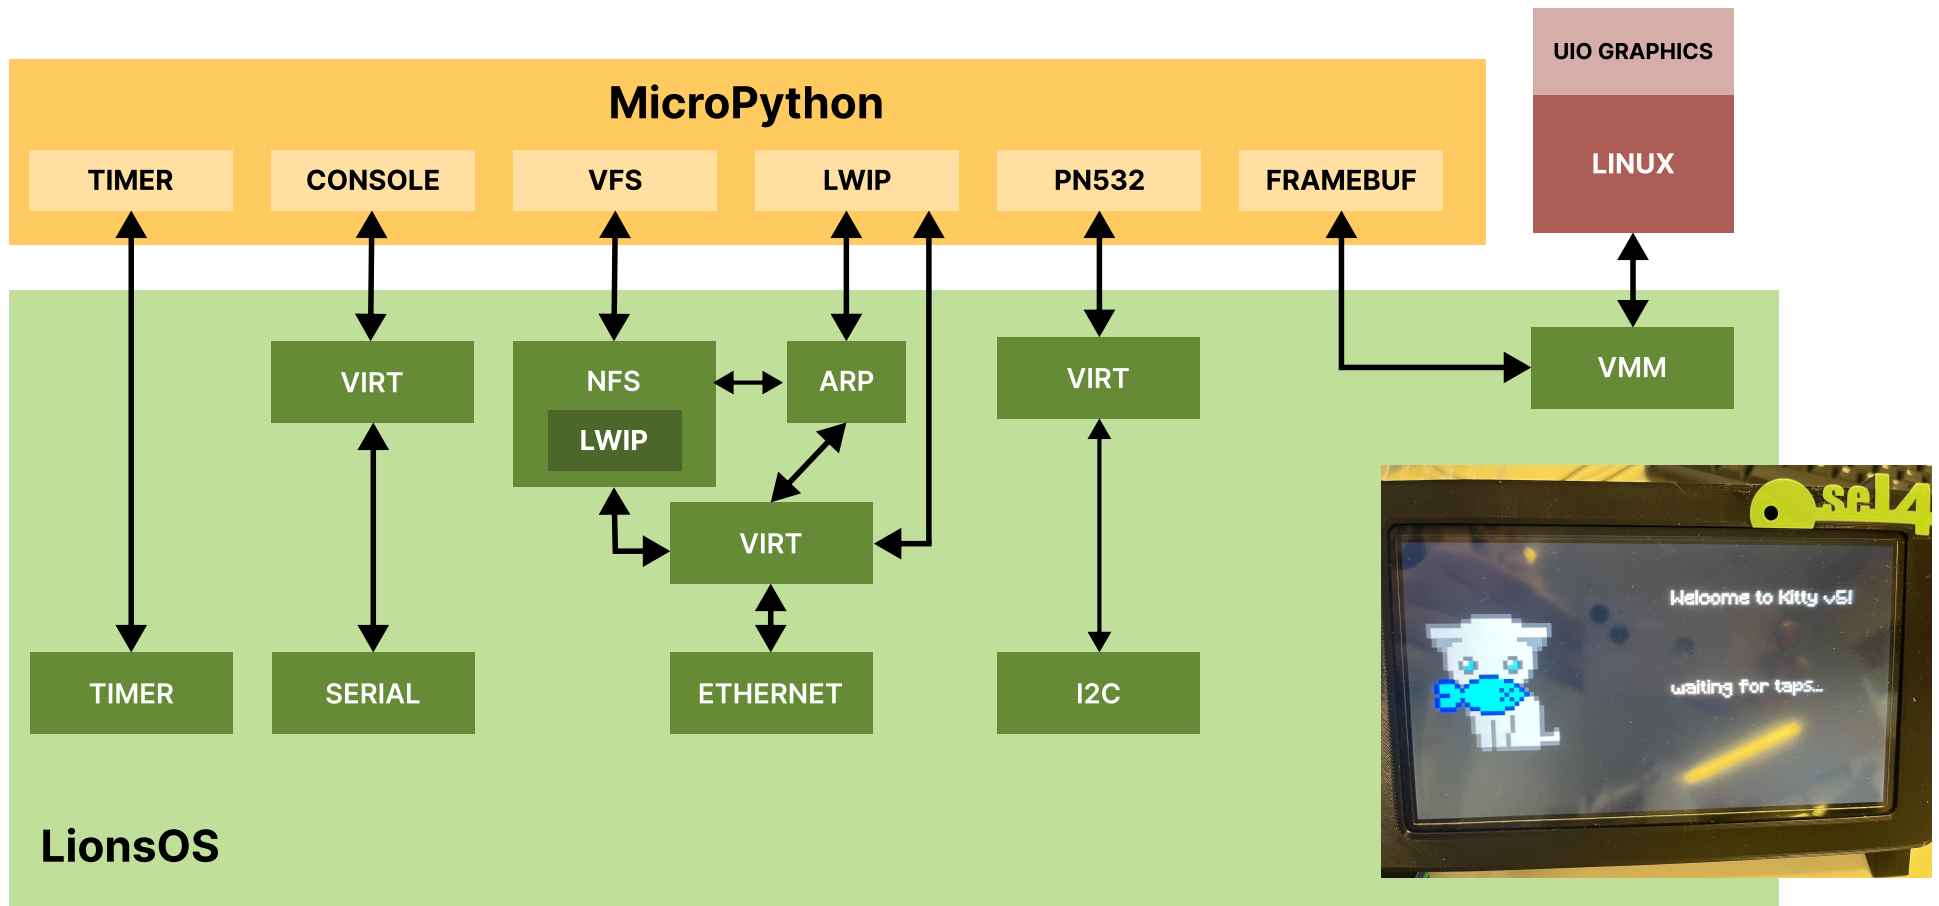 UIO GRAPHICS
MicroPython
TIMER CONSOLE VFS LWIP PN532 FRAMEBUF
LINUX
VIRT NFS ARP VIRT VMM
LWIP
VIRT
TIMER SERIAL ETHERNET I2C
LionsOS
seL4
Welcome to Kitty v5!
waiting for taps...